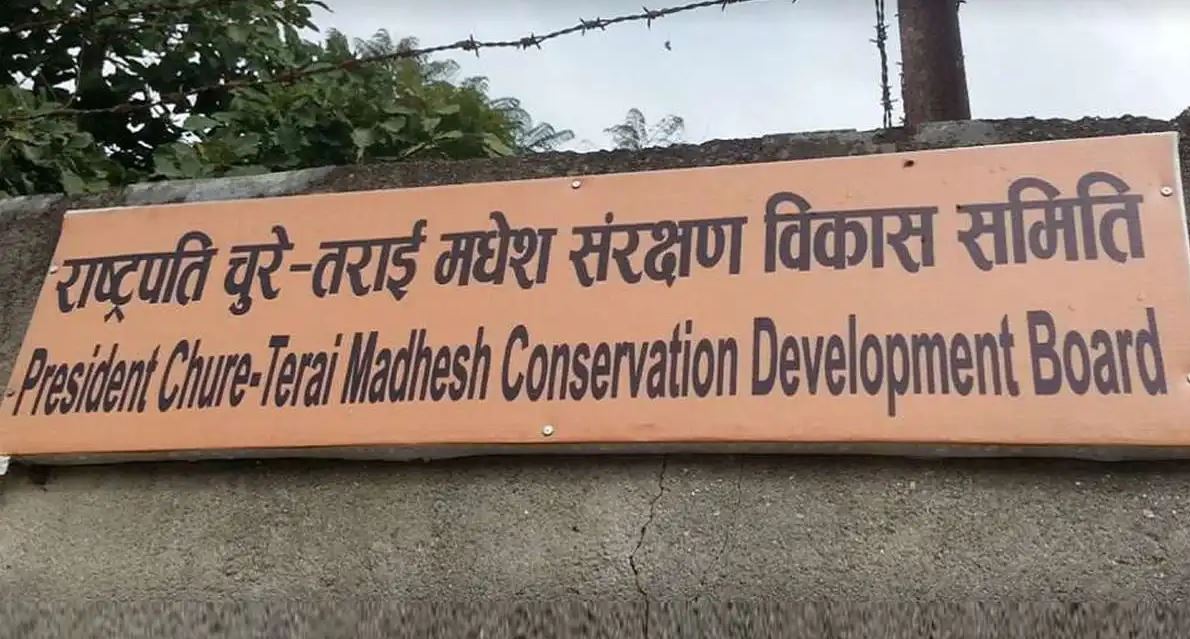 राष्ट्रपति चुरे-तराई मधेश संरक्षण विकास समिति
President Chure-Terai Madhesh Conservation Development Board